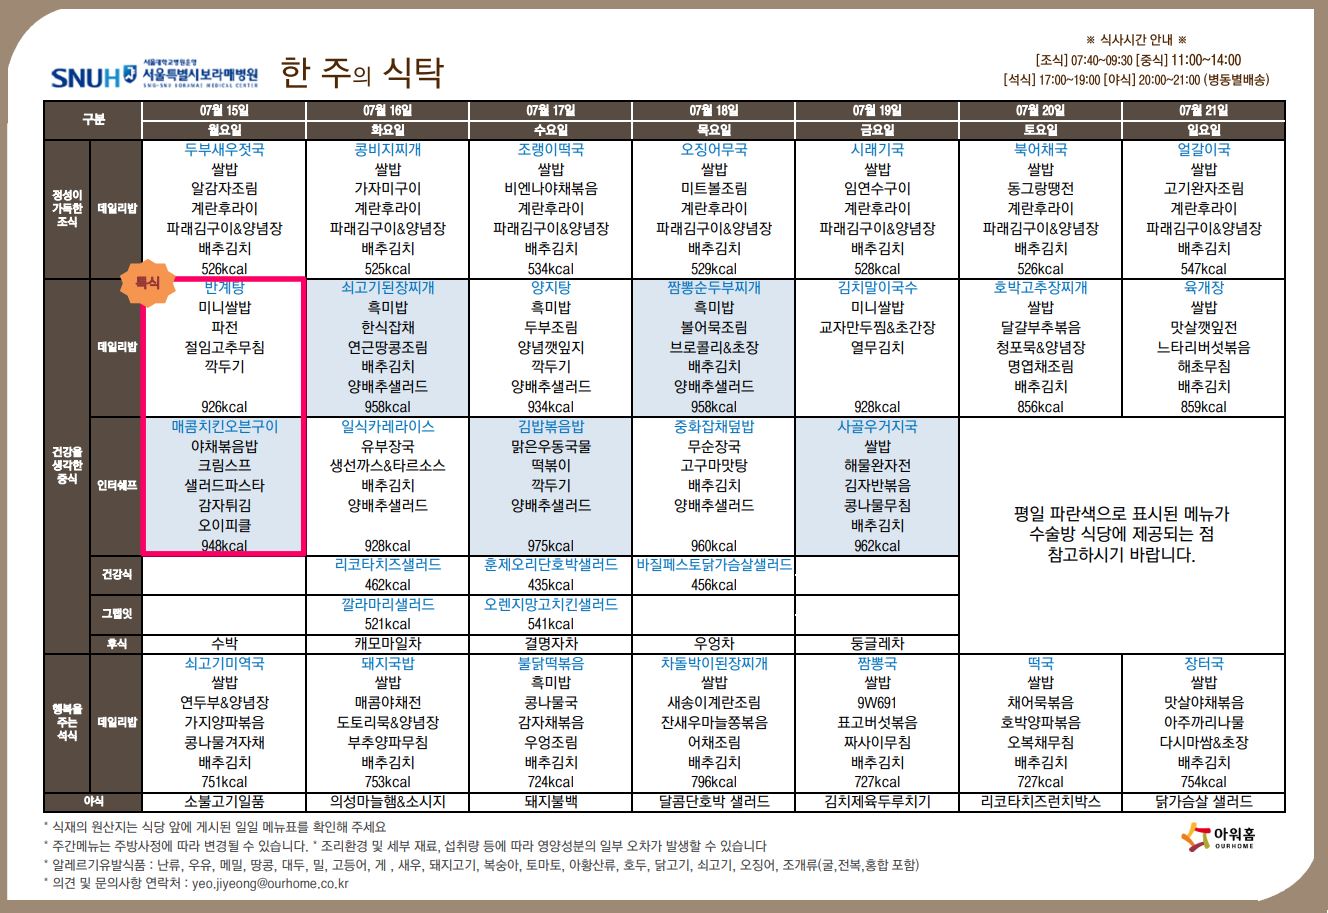 ※ 식사시간 안내 ※
[조식] 07:40~09:30 [중식] 11:00~14:00
[석식] 17:00~19:00 [야식] 20:00~21:00 (병동별배송)
SNUH 서울대학교병원운영
서울특별시보라매병원
SMG-SNU BORAMAE MEDICAL CENTER
한 주의 식탁
구분 07월 15일 07월 16일 07월 17일 07월 18일 07월 19일 07월 20일 07월 21일
월요일 화요일 수요일 목요일 금요일 토요일 일요일
정성이
가득한
조식
데일리밥
두부새우젓국 콩비지찌개 조랭이떡국 오징어무국 시래기국 북어채국 얼갈이국
쌀밥 쌀밥 쌀밥 쌀밥 쌀밥 쌀밥 쌀밥
알감자조림 가자미구이 비엔나야채볶음 미트볼조림 임연수구이 동그랑땡전 고기완자조림
계란후라이 계란후라이 계란후라이 계란후라이 계란후라이 계란후라이 계란후라이
파래김구이&양념장 파래김구이&양념장 파래김구이&양념장 파래김구이&양념장 파래김구이&양념장 파래김구이&양념장 파래김구이&양념장
배추김치 배추김치 배추김치 배추김치 배추김치 배추김치 배추김치
526kcal 525kcal 534kcal 529kcal 528kcal 526kcal 547kcal
특식
건강을
생각한
중식
데일리밥
반계탕 쇠고기된장찌개 양지탕 짬뽕순두부찌개 김치말이국수 호박고추장찌개 육개장
미니쌀밥 흑미밥 흑미밥 흑미밥 미니쌀밥 쌀밥 쌀밥
파전 한식잡채 두부조림 볼어묵조림 교자만두찜&초간장 달걀부추볶음 맛살깻잎전
절임고추무침 연근땅콩조림 양념깻잎지 브로콜리&초장 열무김치 청포묵&양념장 느타리버섯볶음
깍두기 배추김치 깍두기 배추김치 명엽채조림 해초무침
양배추샐러드 양배추샐러드 양배추샐러드 배추김치 배추김치
926kcal 958kcal 934kcal 958kcal 928kcal 856kcal 859kcal
인터쉐프
매콤치킨오븐구이 일식카레라이스 김밥볶음밥 중화잡채덮밥 사골우거지국
야채볶음밥 유부장국 맑은우동국물 무순장국 쌀밥
크림스프 생선까스&타르소스 떡볶이 고구마맛탕 해물완자전
샐러드파스타 배추김치 깍두기 배추김치 김자반볶음
감자튀김 양배추샐러드 양배추샐러드 양배추샐러드 콩나물무침
오이피클 배추김치
948kcal 928kcal 975kcal 960kcal 962kcal
평일 파란색으로 표시된 메뉴가
수술방 식당에 제공되는 점
참고하시기 바랍니다.
건강식
리코타치즈샐러드 훈제오리단호박샐러드 바질페스토닭가슴살샐러드
462kcal 435kcal 456kcal
그랩잇
깔라마리샐러드 오렌지망고치킨샐러드
521kcal 541kcal
후식 수박 캐모마일차 결명자차 우엉차 둥글레차
행복을
주는
석식
데일리밥
쇠고기미역국 돼지국밥 불닭떡볶음 차돌박이된장찌개 짬뽕국 떡국 장터국
쌀밥 쌀밥 흑미밥 쌀밥 쌀밥 쌀밥 쌀밥
연두부&양념장 매콤야채전 콩나물국 새송이계란조림 9W691 채어묵볶음 맛살야채볶음
가지양파볶음 도토리묵&양념장 감자채볶음 잔새우마늘쫑볶음 표고버섯볶음 호박양파볶음 아주까리나물
콩나물겨자채 부추양파무침 우엉조림 어채조림 짜사이무침 오복채무침 다시마쌈&초장
배추김치 배추김치 배추김치 배추김치 배추김치 배추김치 배추김치
751kcal 753kcal 724kcal 796kcal 727kcal 727kcal 754kcal
야식 소불고기일품 의성마늘햄&소시지 돼지불백 달콤단호박 샐러드 김치제육두루치기 리코타치즈런치박스 닭가슴살 샐러드
* 식재의 원산지는 식당 앞에 게시된 일일 메뉴표를 확인해 주세요
* 주간메뉴는 주방사정에 따라 변경될 수 있습니다. * 조리환경 및 세부 재료, 섭취량 등에 따라 영양성분의 일부 오차가 발생할 수 있습니다
* 알레르기유발식품 : 난류, 우유, 메밀, 땅콩, 대두, 밀, 고등어, 게 , 새우, 돼지고기, 복숭아, 토마토, 아황산류, 호두, 닭고기, 쇠고기, 오징어, 조개류(굴,전복,홍합 포함)
* 의견 및 문의사항 연락처 : yeo.jiyeong@ourhome.co.kr
아워홈
OURHOME